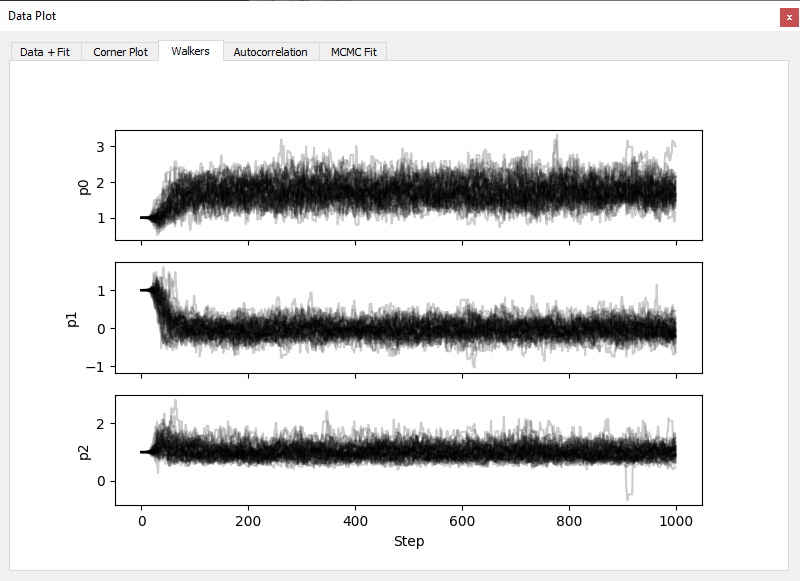 Data Plot
x
Data + Fit Corner Plot Walkers Autocorrelation MCMC Fit
3
2
1
p0
1
0
−1
p1
2
0
p2
0 200 400 600 800 1000
Step